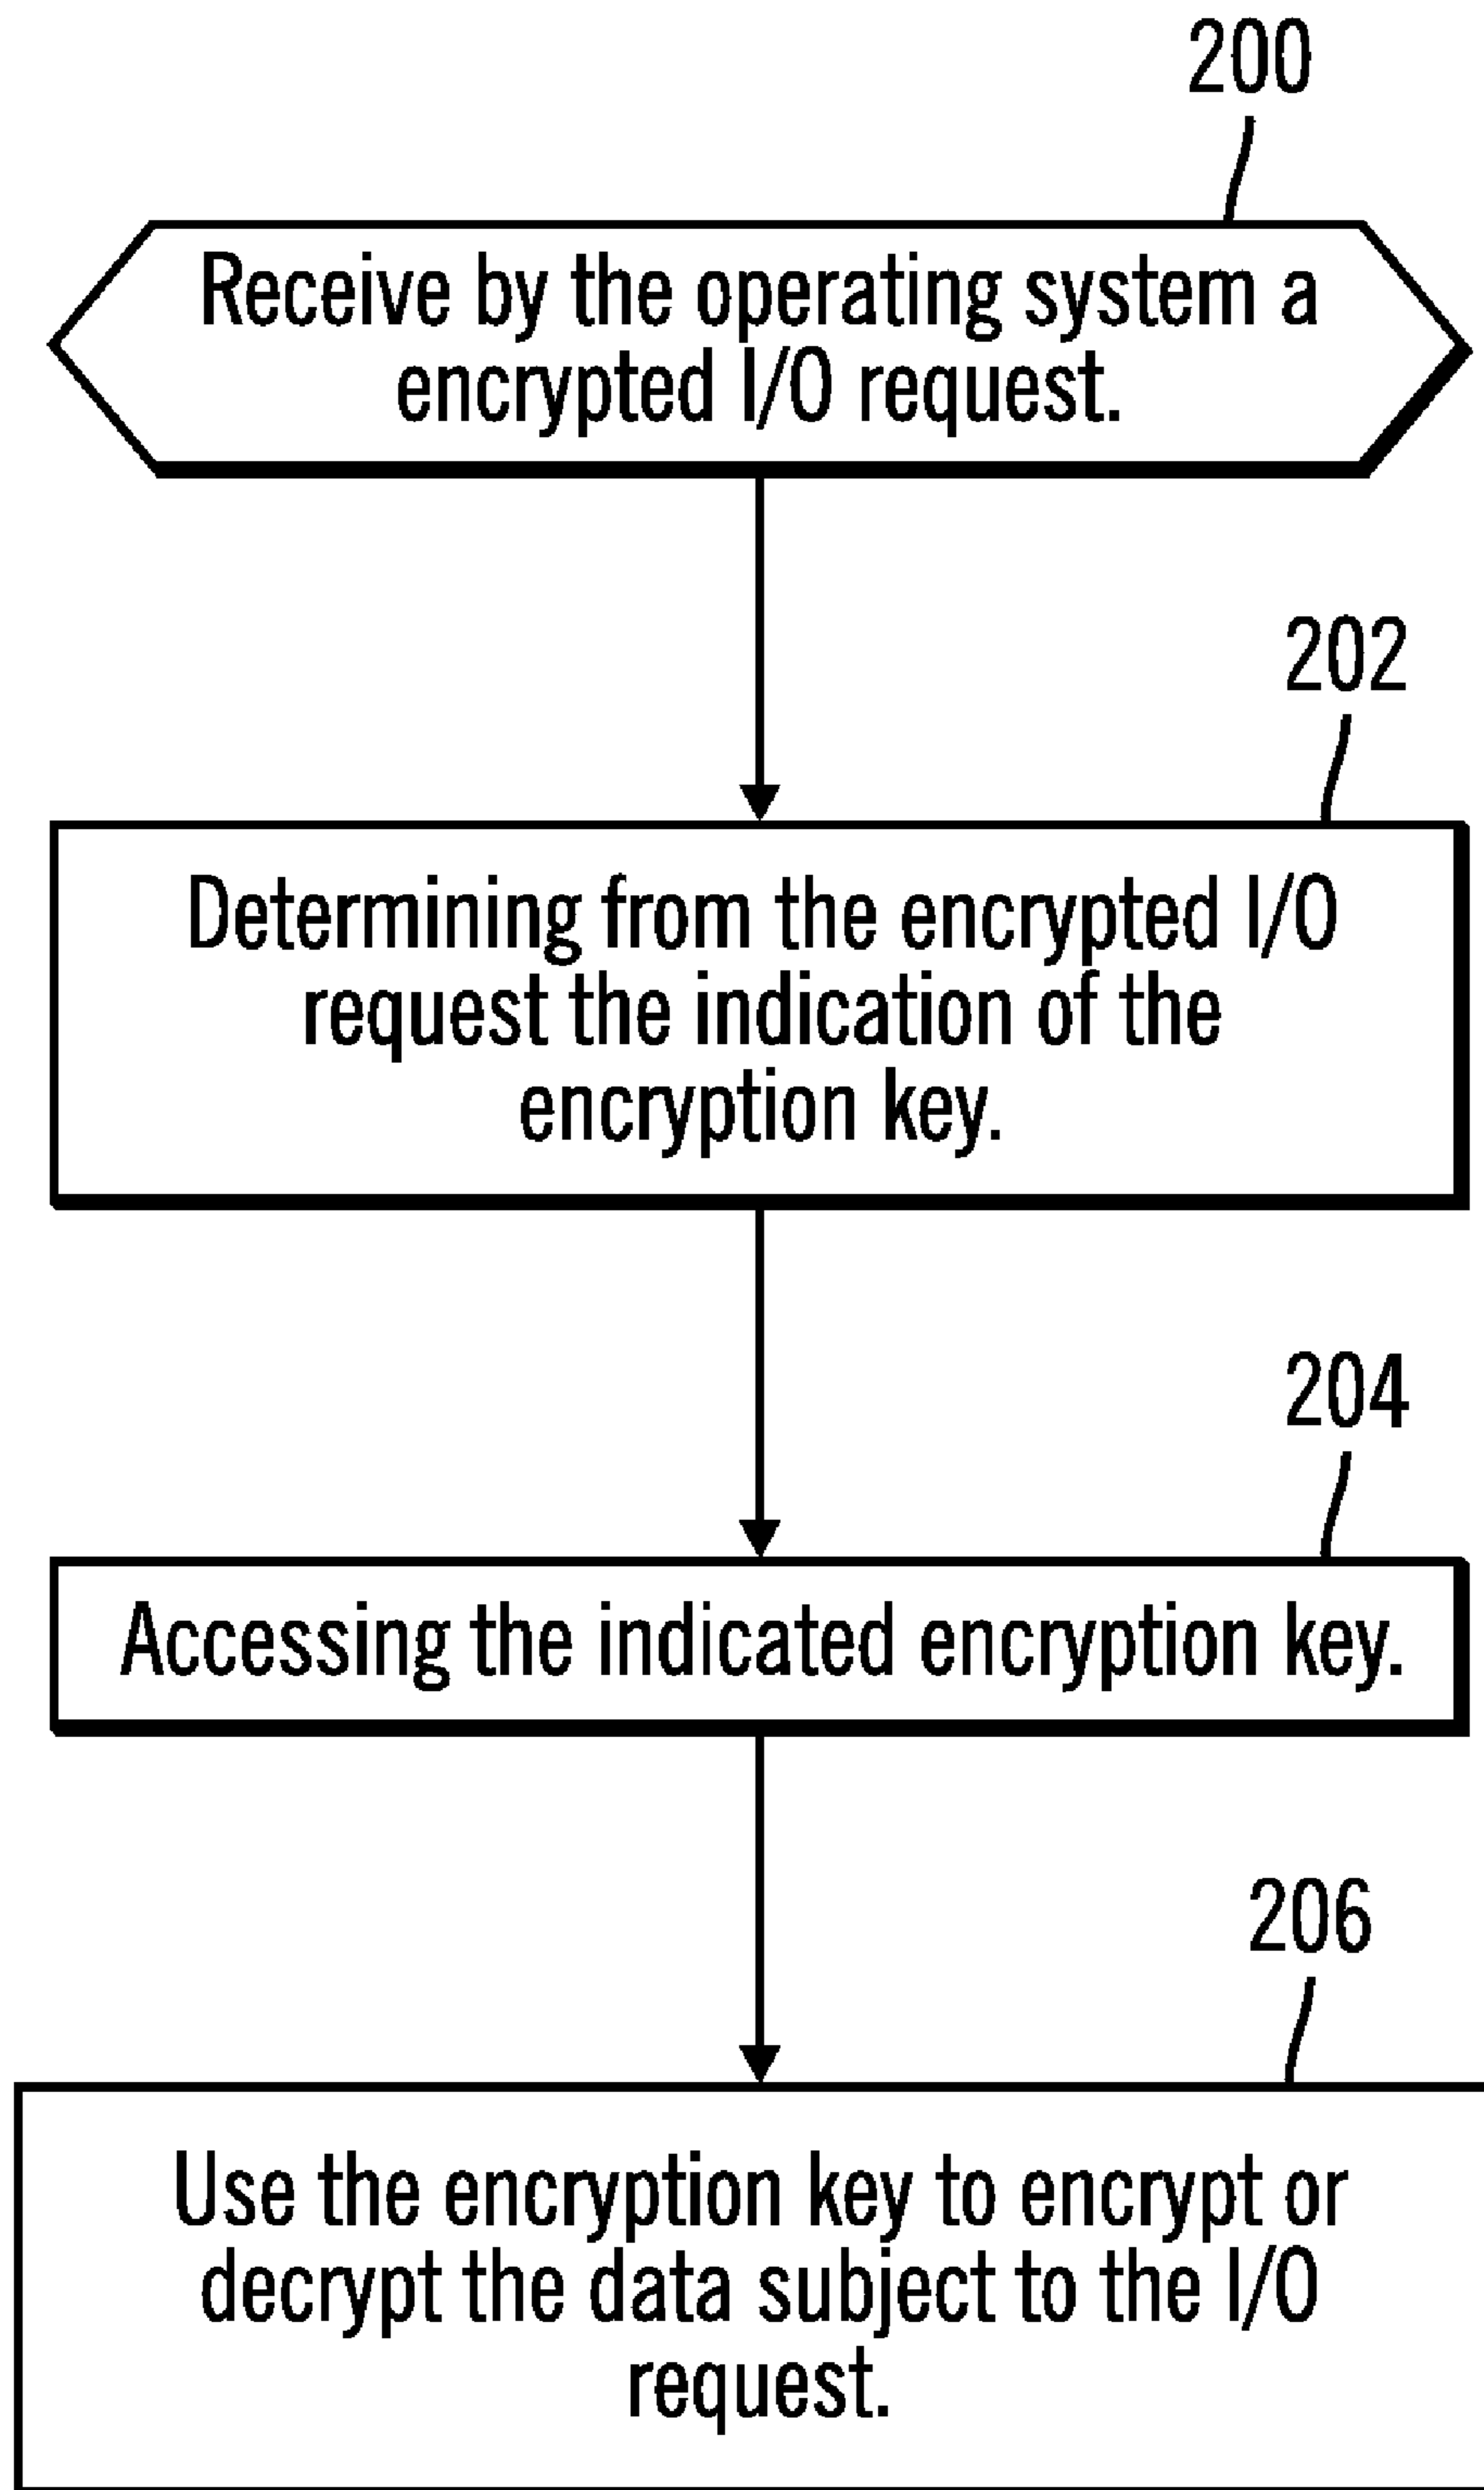 200
Receive by the operating system a
encrypted I/O request.
202
Determining from the encrypted I/O
request the indication of the
encryption key.
204
Accessing the indicated encryption key.
206
Use the encryption key to encrypt or
decrypt the data subject to the I/O
request.